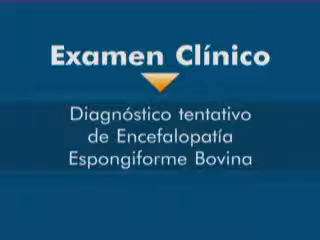 Examen Clínico
Diagnóstico tentativo
de Encefalopatía
Espongiforme Bovina